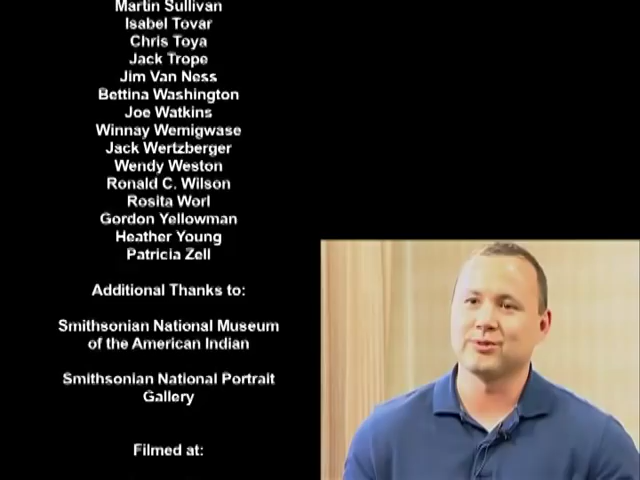 Martin Sullivan
Isabel Tovar
Chris Toya
Jack Trope
Jim Van Ness
Bettina Washington
Joe Watkins
Winnay Wemigwase
Jack Wertzberger
Wendy Weston
Ronald C. Wilson
Rosita Worl
Gordon Yellowman
Heather Young
Patricia Zell
Additional Thanks to:
Smithsonian National Museum
of the American Indian
Smithsonian National Portrait
Gallery
Filmed at: